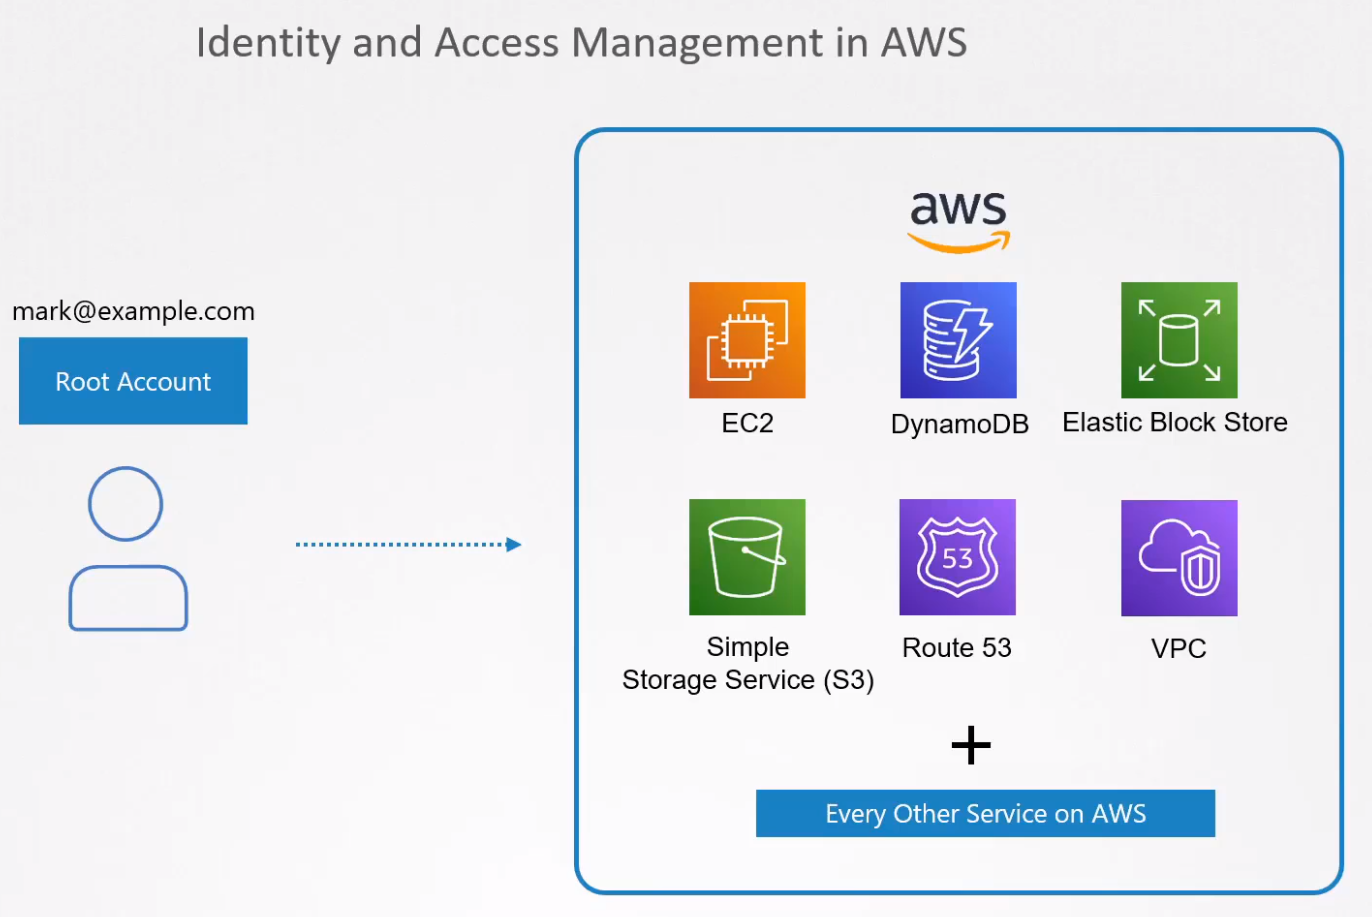 Identity and Access Management in AWS
mark@example.com
Root Account
aws
EC2
DynamoDB
Elastic Block Store
53
Simple
Storage Service (S3)
Route 53
VPC
+
Every Other Service on AWS